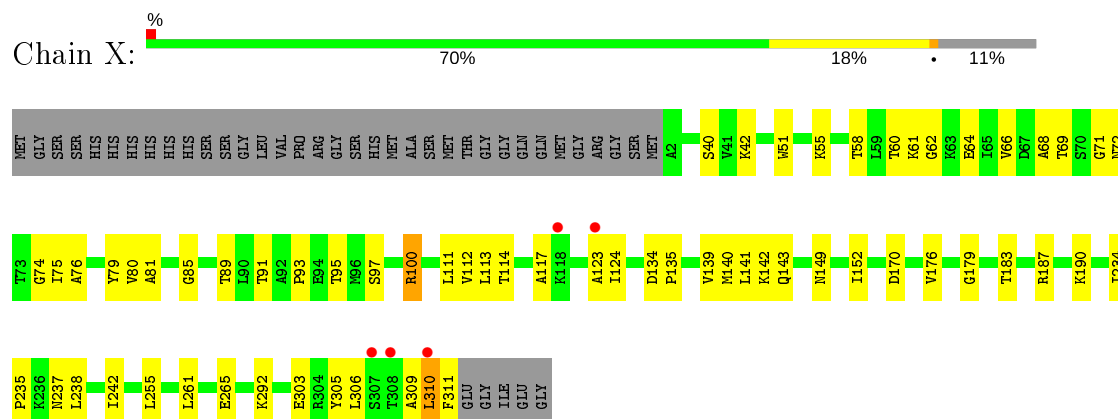 %
Chain X:
70% 18% • 11%
MET GLY SER SER HIS HIS HIS HIS HIS HIS SER SER GLY LEU VAL PRO ARG GLY SER HIS MET ALA SER MET THR GLY GLY GLN GLN MET GLY ARG GLY SER MET A2 S40 V41 K42 W51 K55 T58 L59 T60 K61 G62 K63 E64 I65 V66 D67 A68 T69 S70 G71 N72
T73 G74 I75 A76 Y79 V80 A81 G85 T89 L90 T91 A92 P93 E94 T95 M96 S97 R100 L111 V112 L113 T114 A117 K118 A123 I124 D134 P135 V139 M140 L141 K142 Q143 N149 I152 D170 V176 G179 T183 R187 K190 I234
P235 K236 N237 L238 I242 L255 L261 E265 K292 E303 R304 Y305 L306 S307 T308 A309 L310 F311 GLU GLY ILE GLU GLY